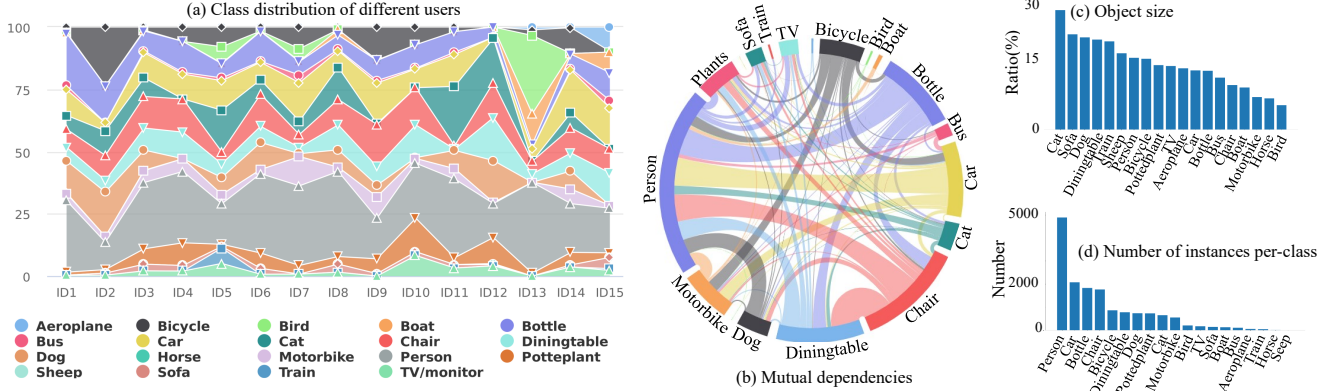 (a) Class distribution of different users
100
75
50
25
0
ID1 ID2 ID3 ID4 ID5 ID6 ID7 ID8 ID9 ID10 ID11 ID12 ID13 ID14 ID15
Aeroplane Bicycle Bird Boat Bottle
Bus Car Cat Chair Diningtable
Dog Horse Motorbike Person Potteplant
Sheep Sofa Train TV/monitor
Plants
Sofa
Train
TV
Bicycle
Bird
Boat
Bottle
Bus
Car
Cat
Chair
Diningtable
Dog
Motorbike
Person
(b) Mutual dependencies
(c) Object size
Ratio(%)
30
15
0
Cat
Sofa
Dog
Diningtable
Train
Sheep
Person
Bicycle
Pottedplant
TV
Aeroplane
Car
Bottle
Bus
Chair
Boat
Motorbike
Horse
Bird
(d) Number of instances per-class
Number
5000
2000
0
Person
Car
Bottle
Chair
Bicycle
Diningtable
Dog
Pottedplant
Cat
Motorbike
Bird
TV
Sofa
Boat
Bus
Aeroplane
Train
Horse
Seep